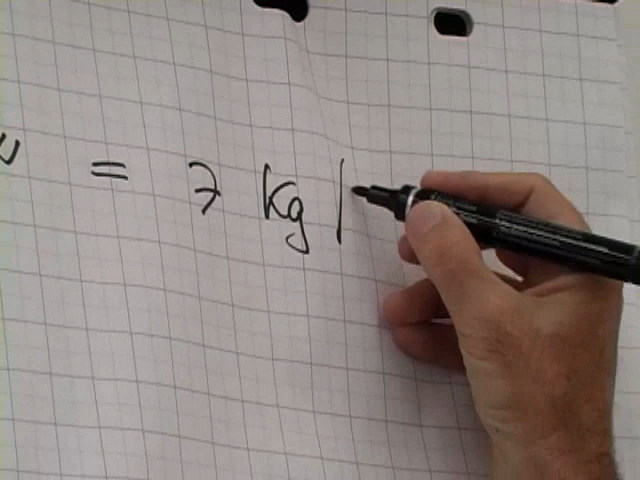 = 7 kg |